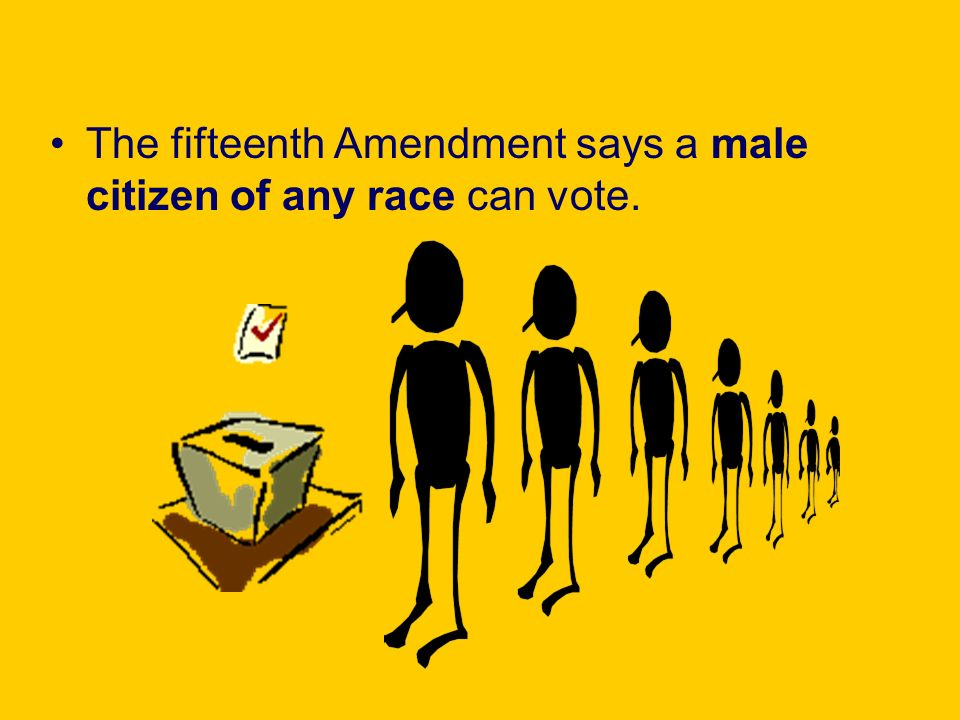 • The fifteenth Amendment says a male
citizen of any race can vote.